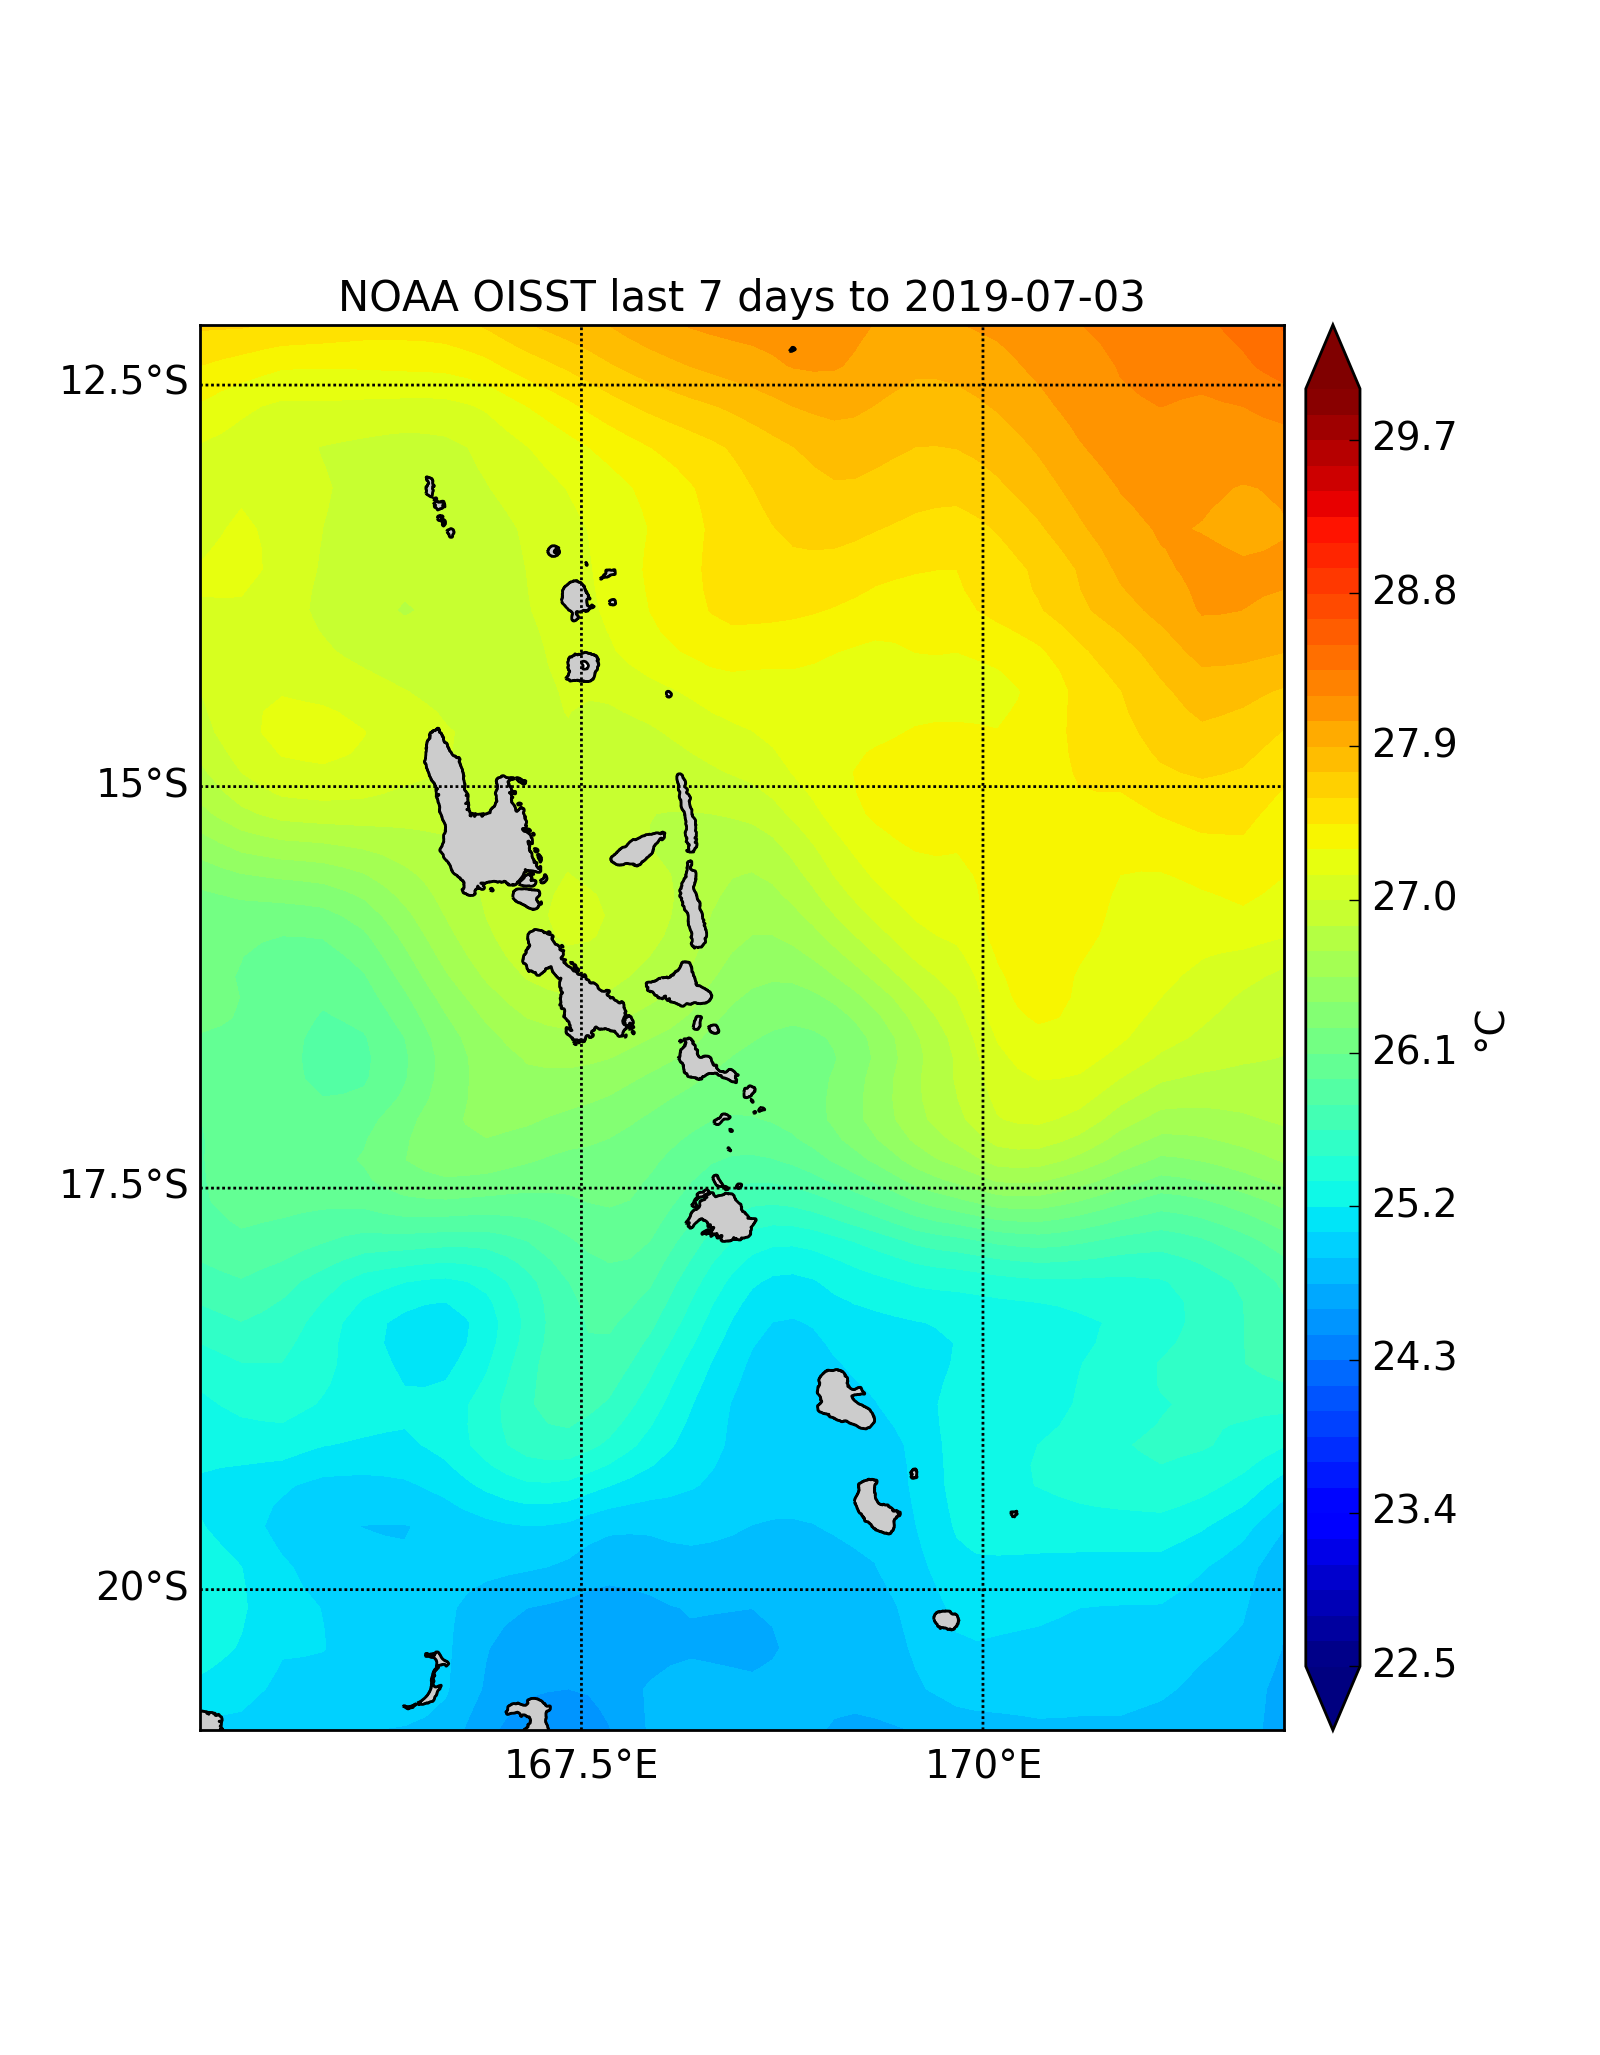 NOAA OISST last 7 days to 2019-07-03
12.5°S
15°S
17.5°S
20°S
167.5°E
170°E
29.7
28.8
27.9
27.0
26.1
25.2
24.3
23.4
22.5
°C